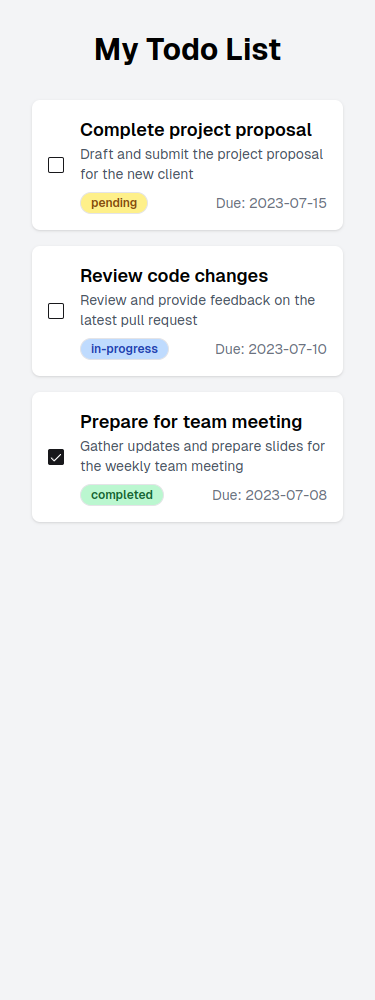 My Todo List
Complete project proposal
Draft and submit the project proposal
for the new client
pending Due: 2023-07-15
Review code changes
Review and provide feedback on the
latest pull request
in-progress Due: 2023-07-10
Prepare for team meeting
Gather updates and prepare slides for
the weekly team meeting
completed Due: 2023-07-08